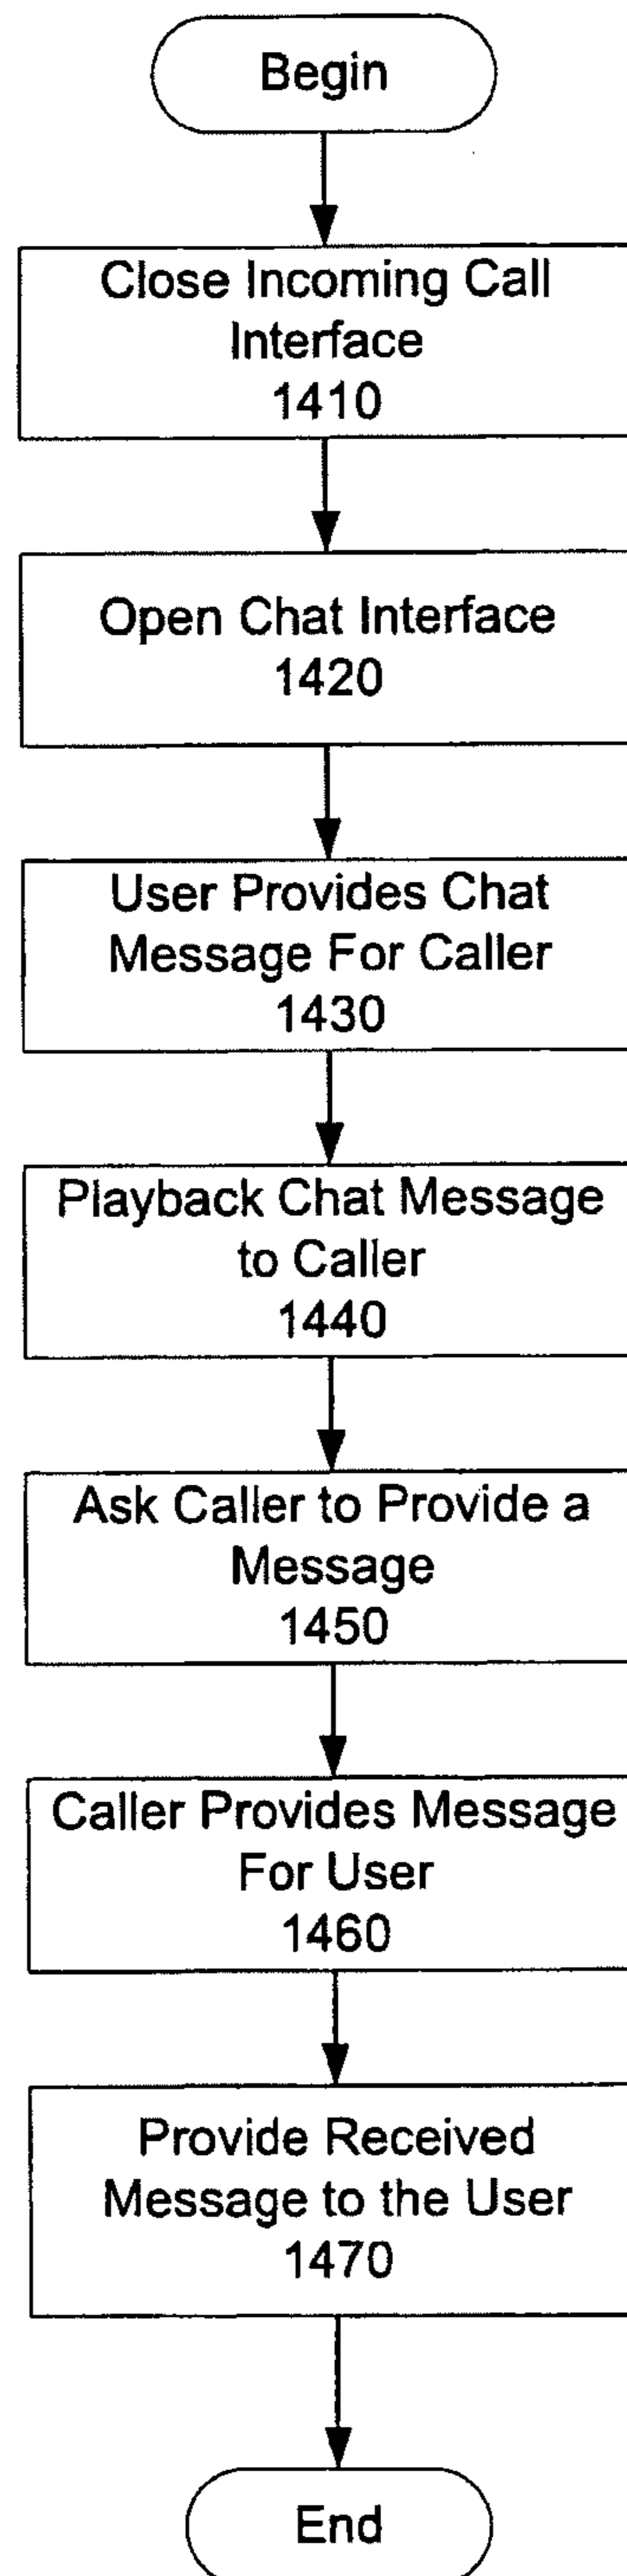 Begin
Close Incoming Call
Interface
1410
Open Chat Interface
1420
User Provides Chat
Message For Caller
1430
Playback Chat Message
to Caller
1440
Ask Caller to Provide a
Message
1450
Caller Provides Message
For User
1460
Provide Received
Message to the User
1470
End